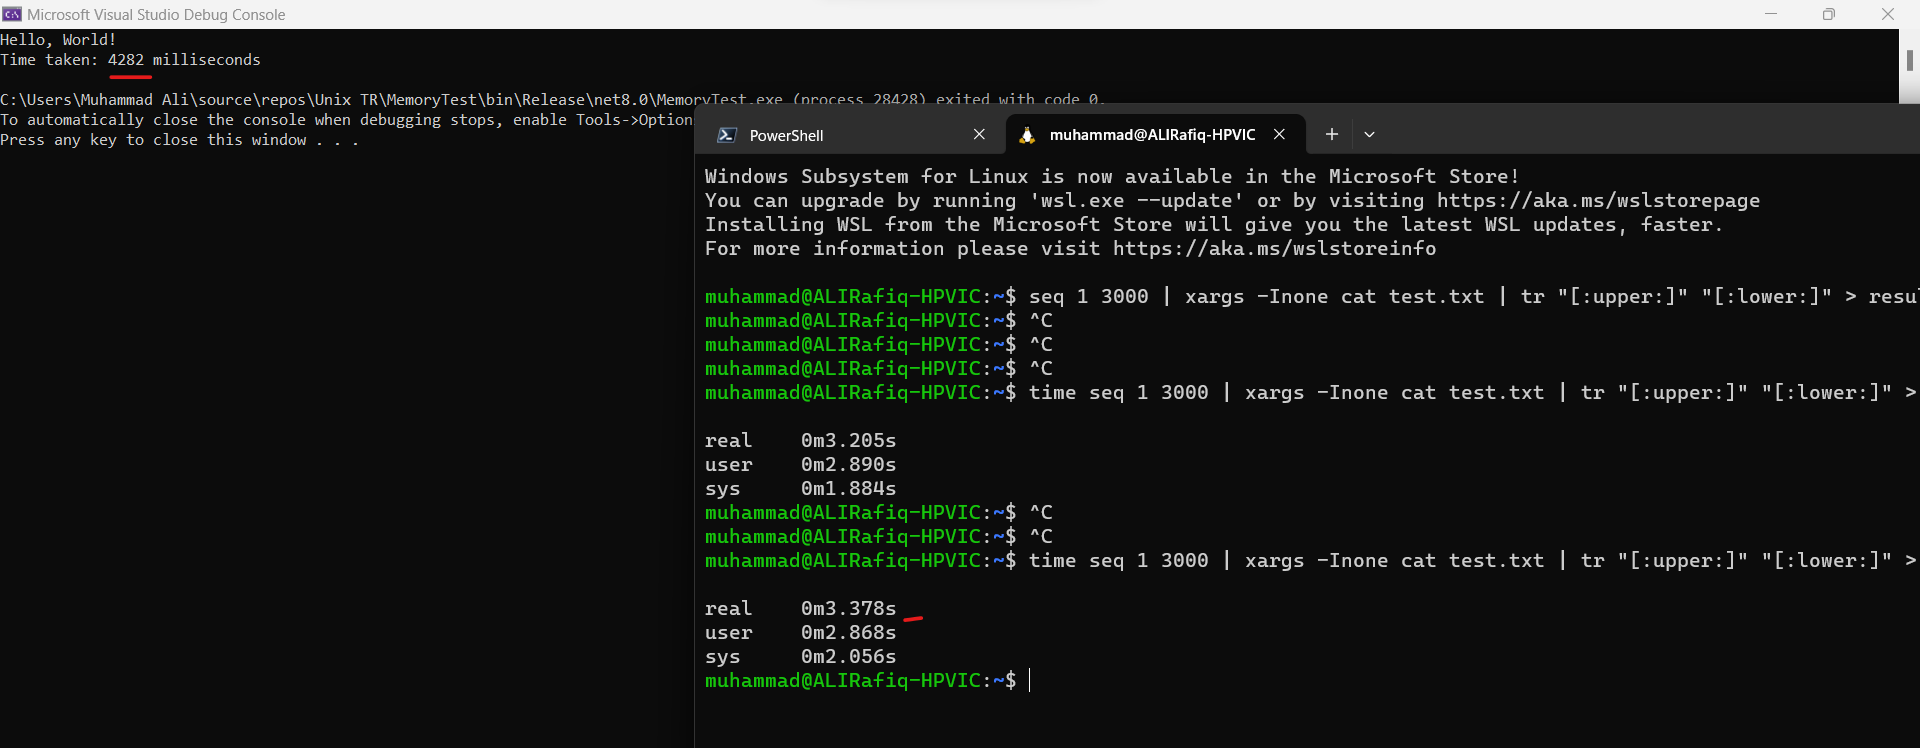 Microsoft Visual Studio Debug Console
Hello, World!
Time taken: 4282 milliseconds
C:\Users\Muhammad Ali\source\repos\Unix TR\MemoryTest\bin\Release\net8.0\MemoryTest.exe (process 28428) exited with code 0.
To automatically close the console when debugging stops, enable Tools->Option
Press any key to close this window . . .
PowerShell
muhammad@ALIRafiq-HPVIC
Windows Subsystem for Linux is now available in the Microsoft Store!
You can upgrade by running 'wsl.exe --update' or by visiting https://aka.ms/wslstorepage
Installing WSL from the Microsoft Store will give you the latest WSL updates, faster.
For more information please visit https://aka.ms/wslstoreinfo
muhammad@ALIRafiq-HPVIC:~$ seq 1 3000 | xargs -Inone cat test.txt | tr "[:upper:]" "[:lower:]" > resu
muhammad@ALIRafiq-HPVIC:~$ ^C
muhammad@ALIRafiq-HPVIC:~$ ^C
muhammad@ALIRafiq-HPVIC:~$ ^C
muhammad@ALIRafiq-HPVIC:~$ time seq 1 3000 | xargs -Inone cat test.txt | tr "[:upper:]" "[:lower:]" >
real 0m3.205s
user 0m2.890s
sys 0m1.884s
muhammad@ALIRafiq-HPVIC:~$ ^C
muhammad@ALIRafiq-HPVIC:~$ ^C
muhammad@ALIRafiq-HPVIC:~$ time seq 1 3000 | xargs -Inone cat test.txt | tr "[:upper:]" "[:lower:]" >
real 0m3.378s
user 0m2.868s
sys 0m2.056s
muhammad@ALIRafiq-HPVIC:~$